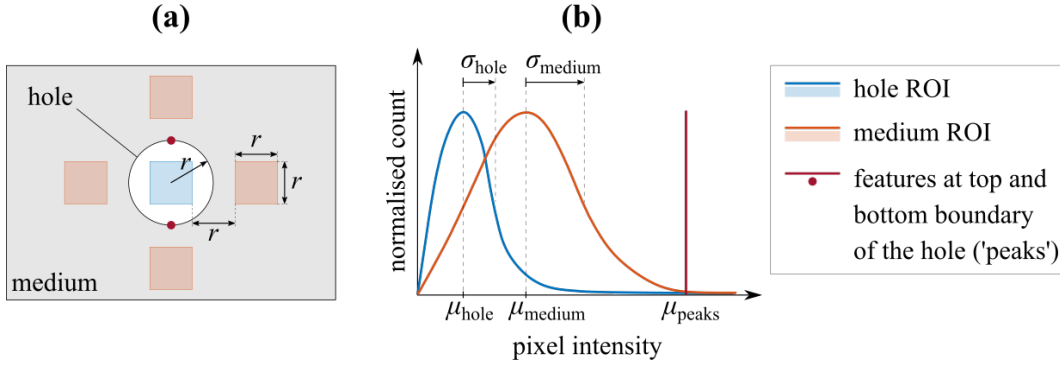 (a)
hole
r
r
r
r
medium
(b)
σhole
σmedium
normalised count
μhole
μmedium
μpeaks
pixel intensity
hole ROI
medium ROI
features at top and
bottom boundary
of the hole ('peaks')